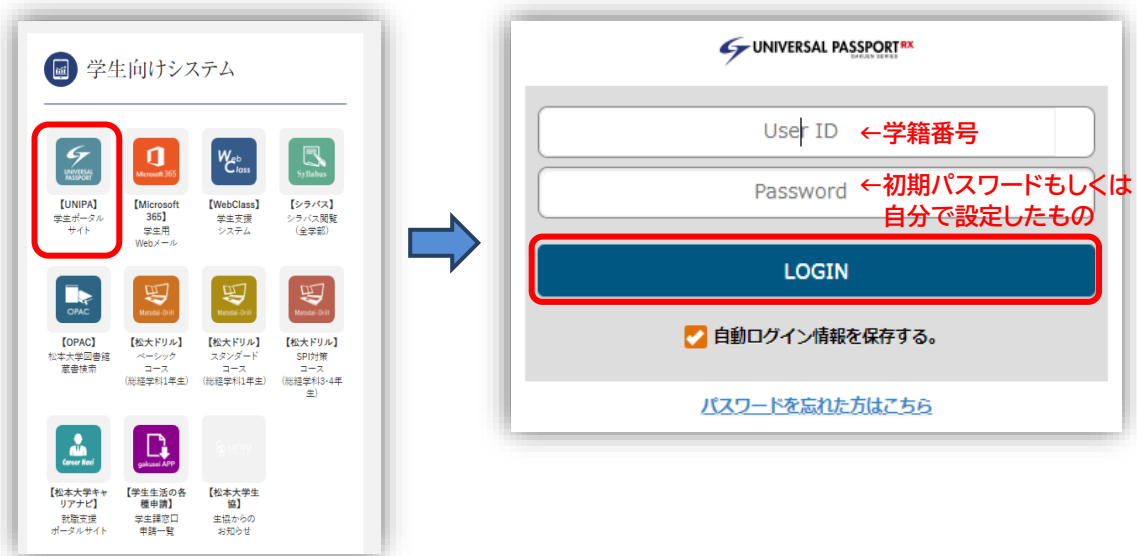 学生向けシステム
UNIVERSAL PASSPORT
Microsoft 365
Web Class
Syllabus
【UNIPA】
学生ポータル
サイト
【Microsoft
365】
学生用
Webメール
【WebClass】
学生支援
システム
【シラバス】
シラバス閲覧
(全学部)
OPAC
Matsudai-Drill
Matsudai-Drill
Matsudai-Drill
【OPAC】
松本大学図書館
蔵書検索
【松大ドリル】
ベーシック
コース
(総経学科1年生)
【松大ドリル】
スタンダード
コース
(総経学科1年生)
【松大ドリル】
SPI対策
コース
(総経学科3・4年
生)
Career Navi
gakusei APP
【松本大学キャ
リアナビ】
就職支援
ポータルサイト
【学生生活の各
種申請】
学生課窓口
申請一覧
【松本大学生
協】
生協からの
お知らせ
UNIVERSAL PASSPORT RX
User ID ←学籍番号
Password ←初期パスワードもしくは
自分で設定したもの
LOGIN
自動ログイン情報を保存する。
パスワードを忘れた方はこちら